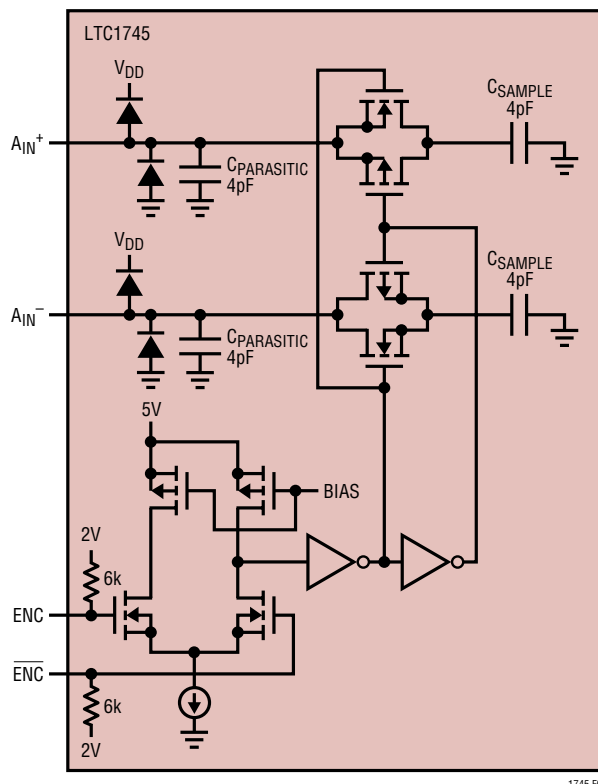 LTC1745
VDD
CSAMPLE
4pF
AIN+
CPARASITIC
4pF
VDD
CSAMPLE
4pF
AIN–
CPARASITIC
4pF
5V
BIAS
2V
6k
ENC
ENC
6k
2V